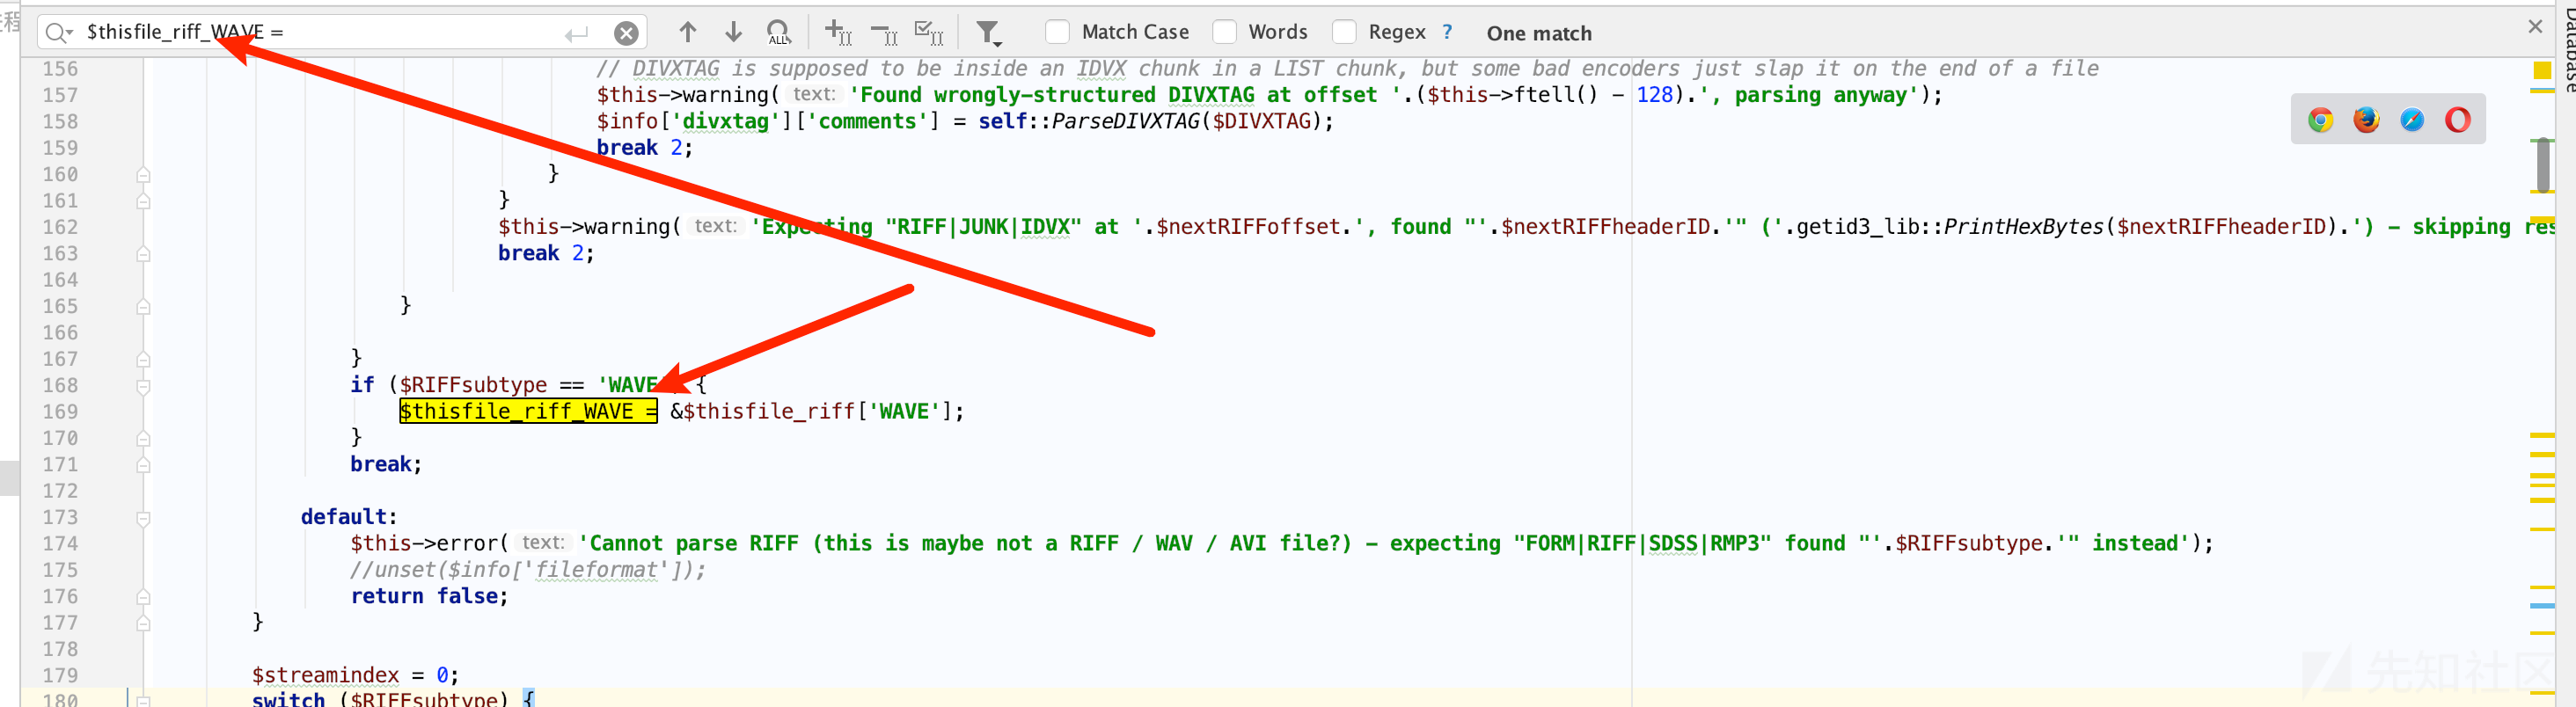 $thisfile_riff_WAVE =
Match Case
Words
Regex ?
One match
Database
156 // DIVXTAG is supposed to be inside an IDVX chunk in a LIST chunk, but some bad encoders just slap it on the end of a file
157 $this->warning( text: 'Found wrongly-structured DIVXTAG at offset '.($this->ftell() - 128).', parsing anyway');
158 $info['divxtag']['comments'] = self::ParseDIVXTAG($DIVXTAG);
159 break 2;
160 }
161 }
162 $this->warning( text: 'Expecting "RIFF|JUNK|IDVX" at '.$nextRIFFoffset.', found "'.$nextRIFFheaderID.'" ('.getid3_lib::PrintHexBytes($nextRIFFheaderID).') - skipping res
163 break 2;
164
165 }
166
167 }
168 if ($RIFFsubtype == 'WAVE {
169 $thisfile_riff_WAVE = &$thisfile_riff['WAVE'];
170 }
171 break;
172
173 default:
174 $this->error( text: 'Cannot parse RIFF (this is maybe not a RIFF / WAV / AVI file?) - expecting "FORM|RIFF|SDSS|RMP3" found "'.$RIFFsubtype.'" instead');
175 //unset($info['fileformat']);
176 return false;
177 }
178
179 $streamindex = 0;
180 switch ($RIFFsubtype) {
先知社区